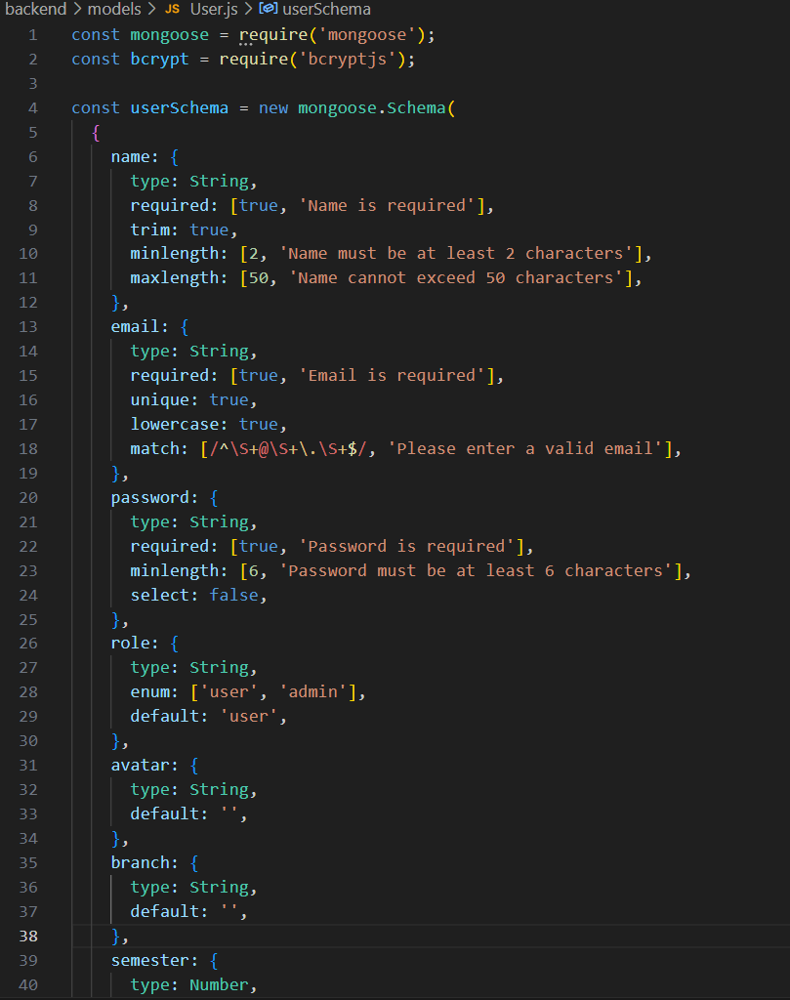 backend > models > JS User.js > userSchema
1 const mongoose = require('mongoose');
2 const bcrypt = require('bcryptjs');
3
4 const userSchema = new mongoose.Schema(
5   {
6     name: {
7       type: String,
8       required: [true, 'Name is required'],
9       trim: true,
10       minlength: [2, 'Name must be at least 2 characters'],
11       maxlength: [50, 'Name cannot exceed 50 characters'],
12     },
13     email: {
14       type: String,
15       required: [true, 'Email is required'],
16       unique: true,
17       lowercase: true,
18       match: [/^\S+@\S+\.\S+$/, 'Please enter a valid email'],
19     },
20     password: {
21       type: String,
22       required: [true, 'Password is required'],
23       minlength: [6, 'Password must be at least 6 characters'],
24       select: false,
25     },
26     role: {
27       type: String,
28       enum: ['user', 'admin'],
29       default: 'user',
30     },
31     avatar: {
32       type: String,
33       default: '',
34     },
35     branch: {
36       type: String,
37       default: '',
38     },
39     semester: {
40       type: Number,